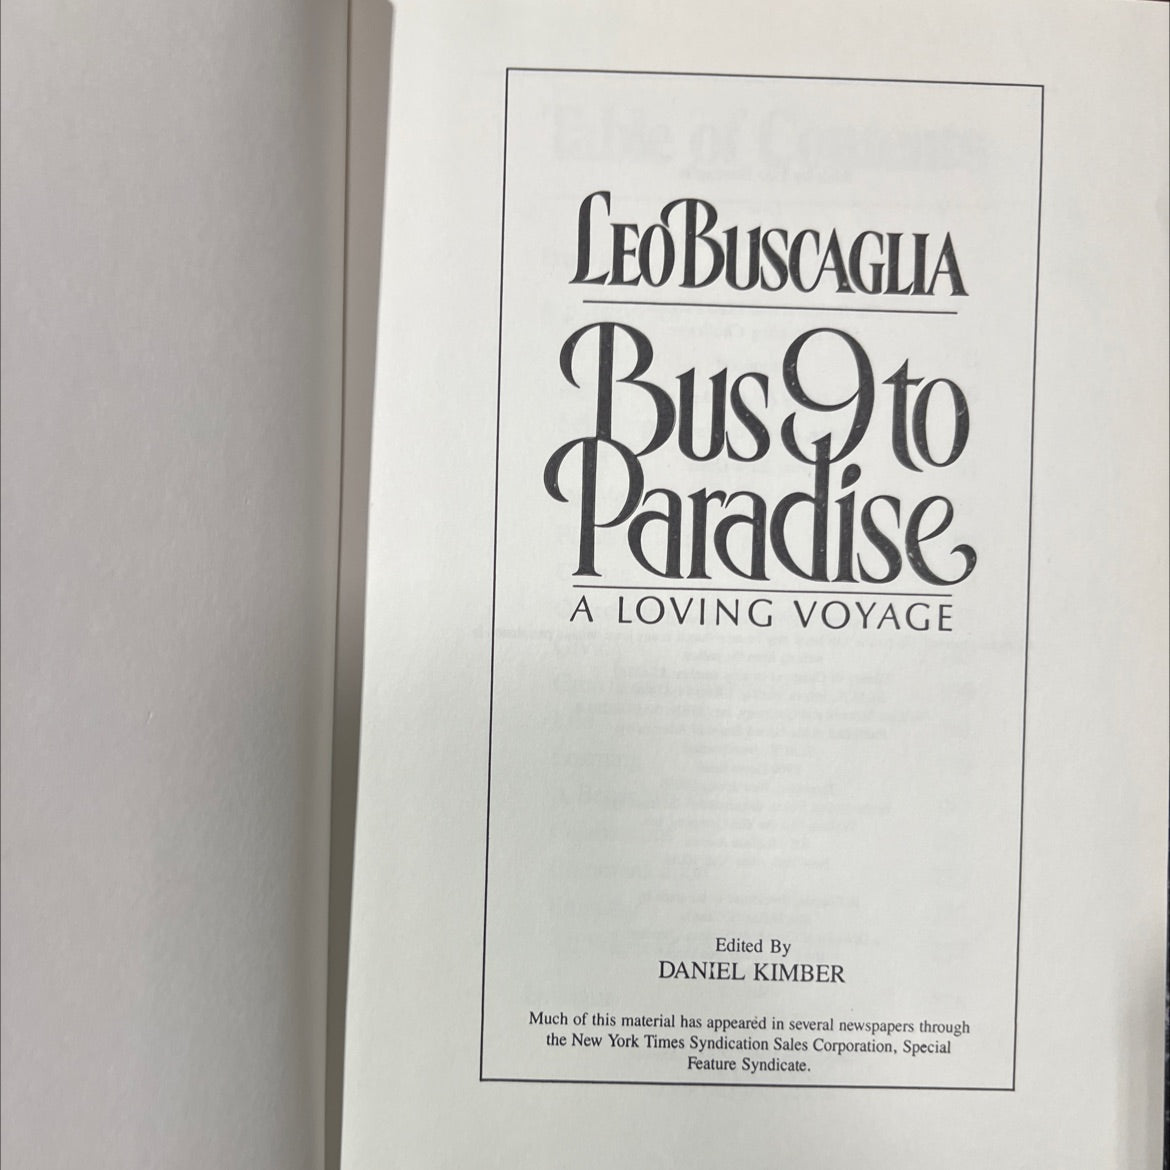 LEO BUSCAGLIA
Bus 9 to
Paradise
A LOVING VOYAGE
Edited By
DANIEL KIMBER
Much of this material has appeared in several newspapers through
the New York Times Syndication Sales Corporation, Special
Feature Syndicate.